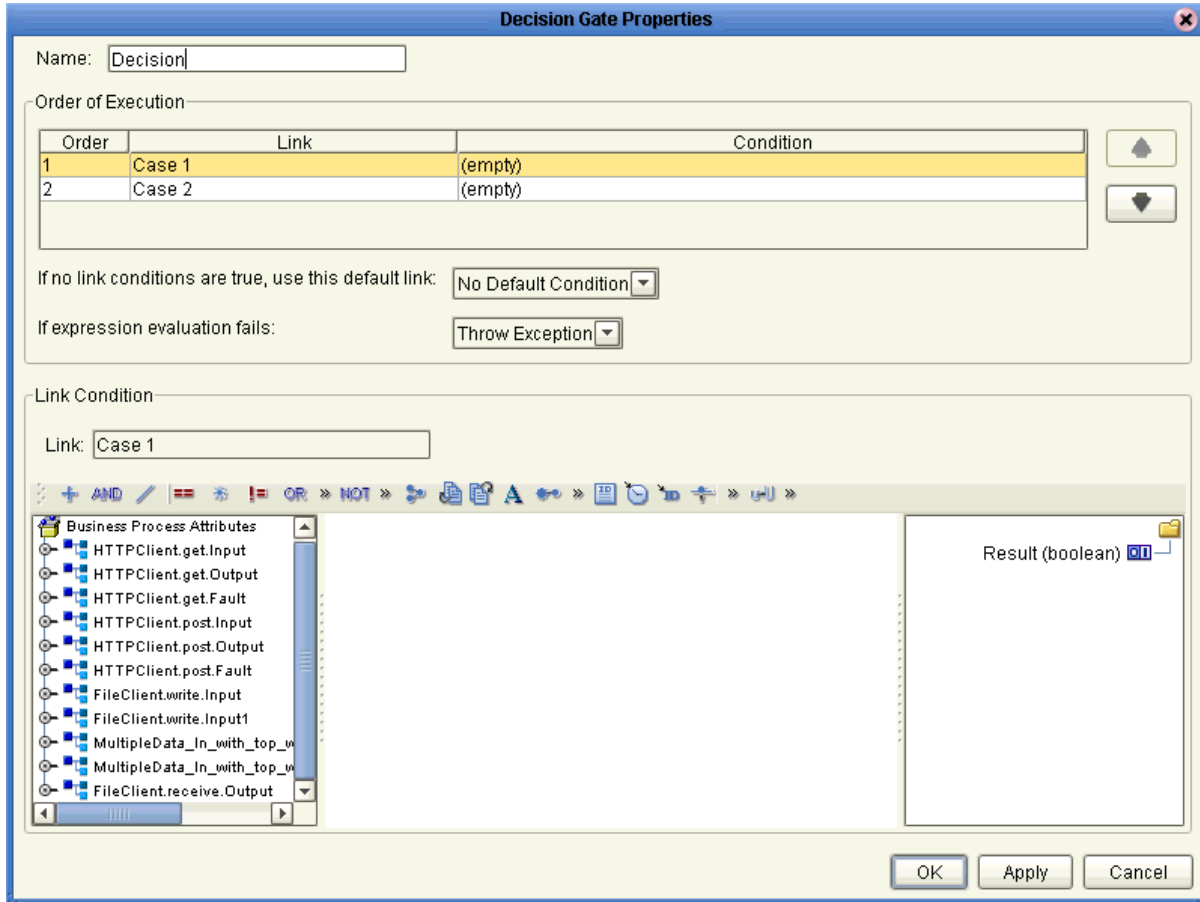 Decision Gate Properties
Name: Decision
Order of Execution
Order Link Condition
1 Case 1 (empty)
2 Case 2 (empty)
If no link conditions are true, use this default link: No Default Condition
If expression evaluation fails: Throw Exception
Link Condition
Link: Case 1
AND == != OR » NOT » A » ID ID » »
Business Process Attributes
Result (boolean)
HTTPClient.get.Input
HTTPClient.get.Output
HTTPClient.get.Fault
HTTPClient.post.Input
HTTPClient.post.Output
HTTPClient.post.Fault
FileClient.write.Input
FileClient.write.Input1
MultipleData_In_with_top_w
MultipleData_In_with_top_w
FileClient.receive.Output
OK Apply Cancel